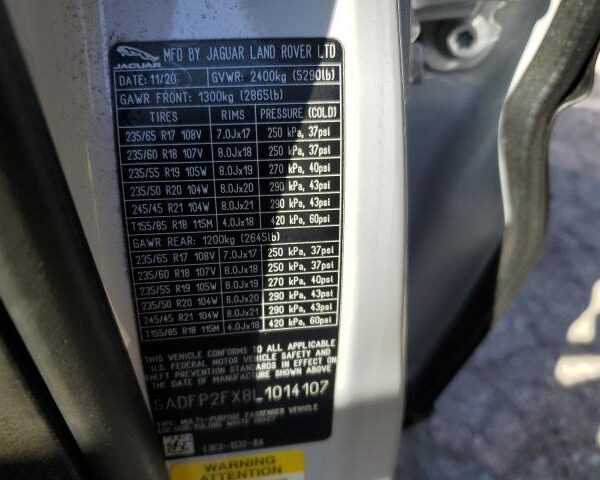 MFD BY JAGUAR LAND ROVER LTD
JAGUAR
DATE: 11/20 GVWR: 2400kg (5290lb)
GAWR FRONT: 1300kg (2865lb)
TIRES RIMS PRESSURE (COLD)
235/65 R17 108V 7.0Jx17 250 kPa, 37psi
235/60 R18 107V 8.0Jx18 250 kPa, 37psi
235/55 R19 105W 8.0Jx19 270 kPa, 40psi
235/50 R20 104W 8.0Jx20 290 kPa, 43psi
245/45 R21 104W 8.0Jx21 290 kPa, 43psi
T155/85 R18 115M 4.0Jx18 420 kPa, 60psi
GAWR REAR: 1200kg (2645lb)
235/65 R17 108V 7.0Jx17 250 kPa, 37psi
235/60 R18 107V 8.0Jx18 250 kPa, 37psi
235/55 R19 105W 8.0Jx19 270 kPa, 40psi
235/50 R20 104W 8.0Jx20 290 kPa, 43psi
245/45 R21 104W 8.0Jx21 290 kPa, 43psi
T155/85 R18 115M 4.0Jx18 420 kPa, 60psi
THIS VEHICLE CONFORMS TO ALL APPLICABLE
FEDERAL MOTOR VEHICLE SAFETY AND
THEFT PREVENTION STANDARDS IN EFFECT
SADFP2FX8L1014107
TYPE: MULTI-PURPOSE PASSENGER VEHICLE
WARNING
ATTENTION